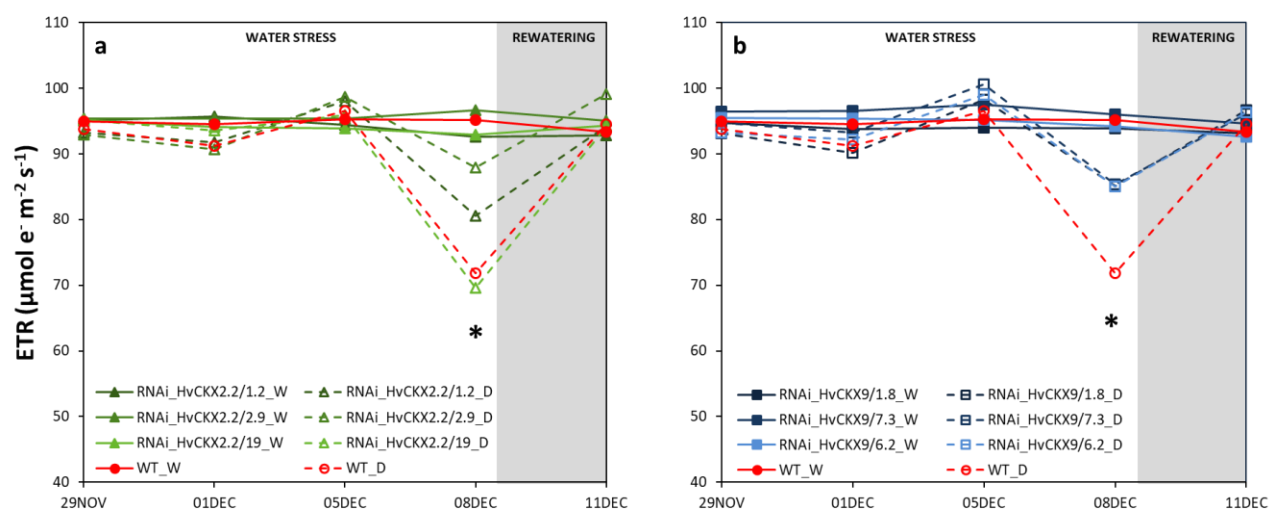 a
WATER STRESS
REWATERING
ETR (µmol e⁻ m⁻² s⁻¹)
110
100
90
80
70
60
50
40
*
RNAi_HvCKX2.2/1.2_W
RNAi_HvCKX2.2/1.2_D
RNAi_HvCKX2.2/2.9_W
RNAi_HvCKX2.2/2.9_D
RNAi_HvCKX2.2/19_W
RNAi_HvCKX2.2/19_D
WT_W
WT_D
29NOV 01DEC 05DEC 08DEC 11DEC
b
WATER STRESS
REWATERING
110
100
90
80
70
60
50
40
*
RNAi_HvCKX9/1.8_W
RNAi_HvCKX9/1.8_D
RNAi_HvCKX9/7.3_W
RNAi_HvCKX9/7.3_D
RNAi_HvCKX9/6.2_W
RNAi_HvCKX9/6.2_D
WT_W
WT_D
29NOV 01DEC 05DEC 08DEC 11DEC